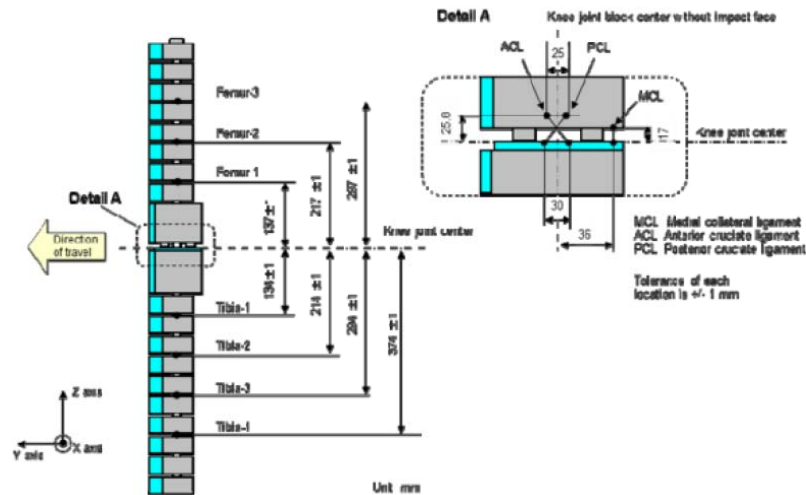 Detail A
Knee joint block center without impact face
ACL
25
PCL
MCL
17
Knee joint center
30
36
MCL Medial collateral ligament
ACL Anterior cruciate ligament
PCL Posterior cruciate ligament
Tolerance of each
location is +/- 1 mm
Femur-3
Femur-2
Femur 1
Detail A
Direction
of travel
Knee joint
center
217 ±1
297 ±1
134±1
214 ±1
294 ±1
374 ±1
Tibia-1
Tibia-2
Tibia-3
Tibia-1
Z axis
Y axis
X axis
Unit mm